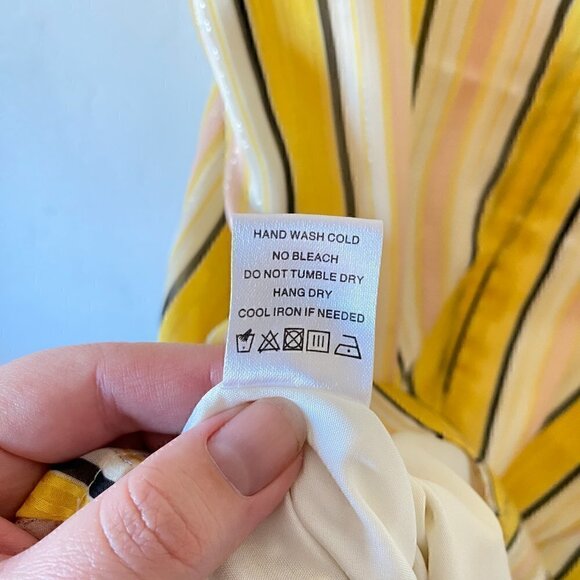 HAND WASH COLD
NO BLEACH
DO NOT TUMBLE DRY
HANG DRY
COOL IRON IF NEEDED